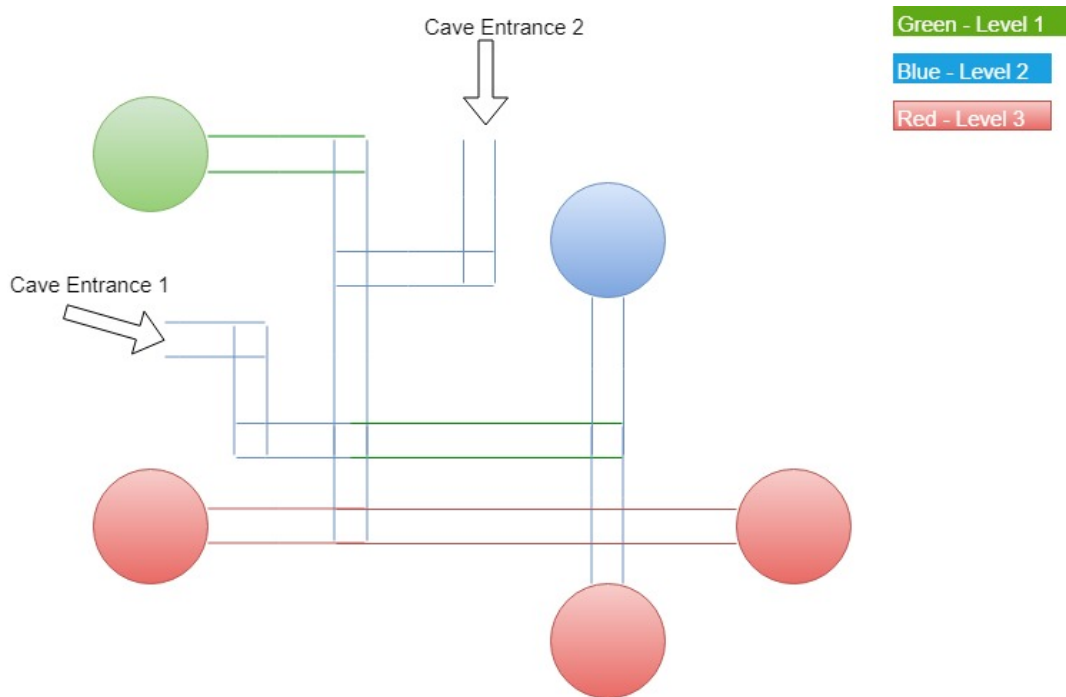 Cave Entrance 2
Green - Level 1
Blue - Level 2
Red - Level 3
Cave Entrance 1